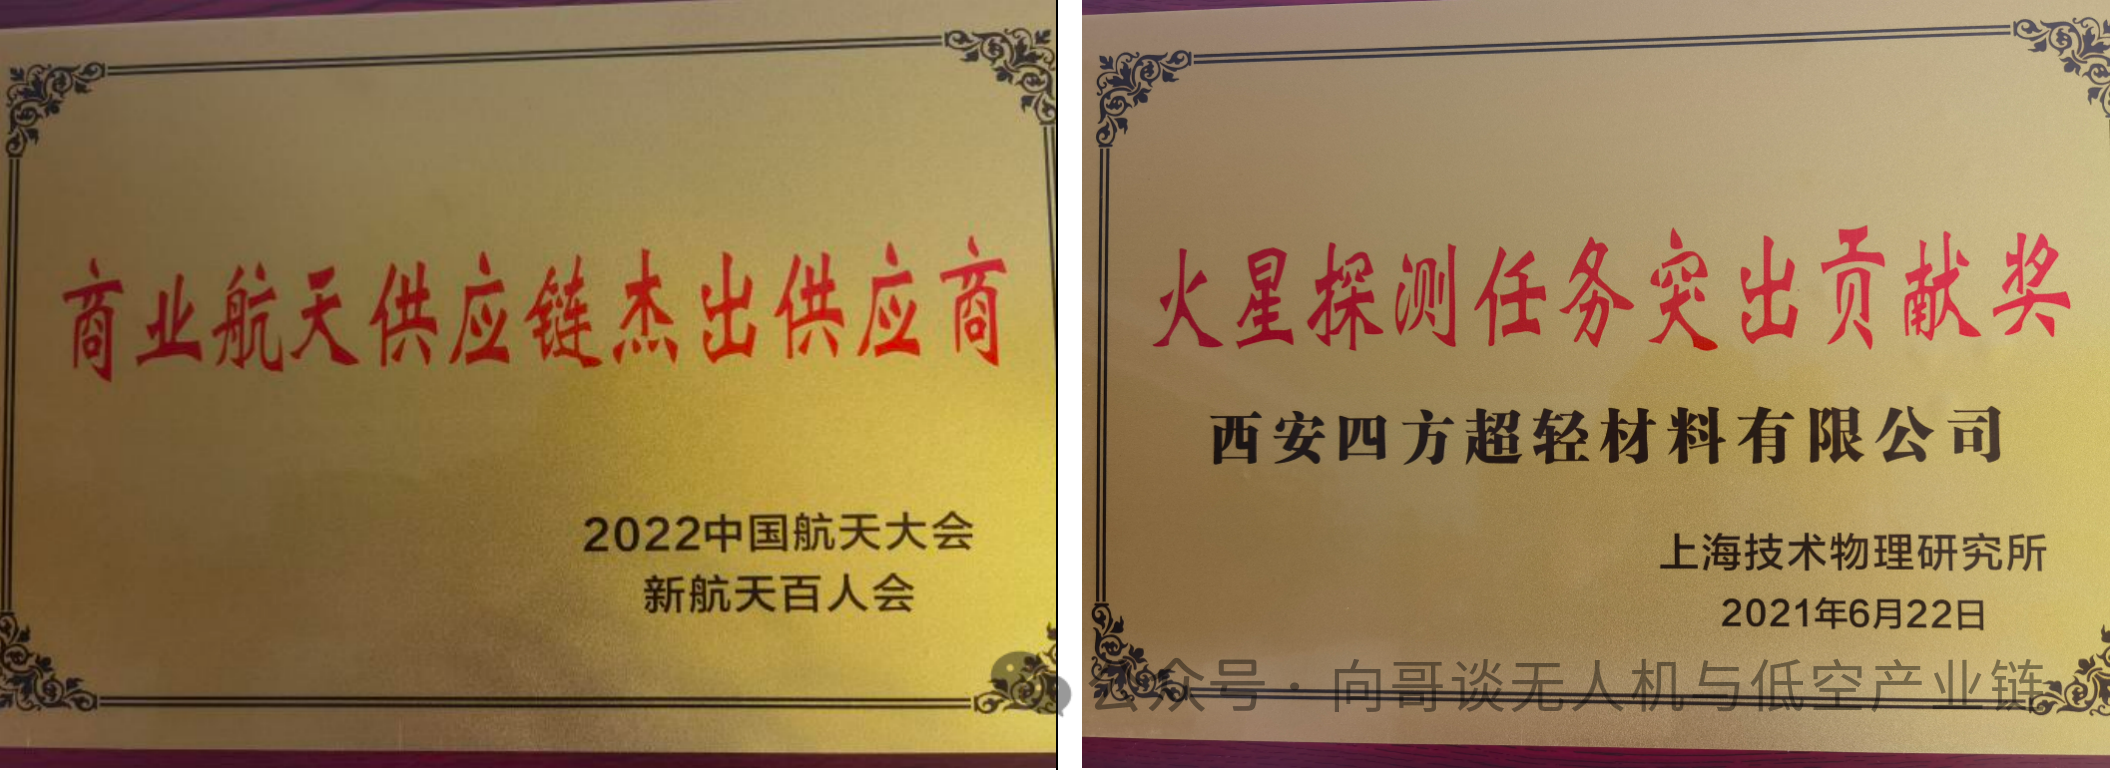 商业航天供应链杰出供应商
2022中国航天大会
新航天百人会
火星探测任务突出贡献奖
西安四方超轻材料有限公司
上海技术物理研究所
2021年6月22日
公众号·向哥谈无人机与低空产业链